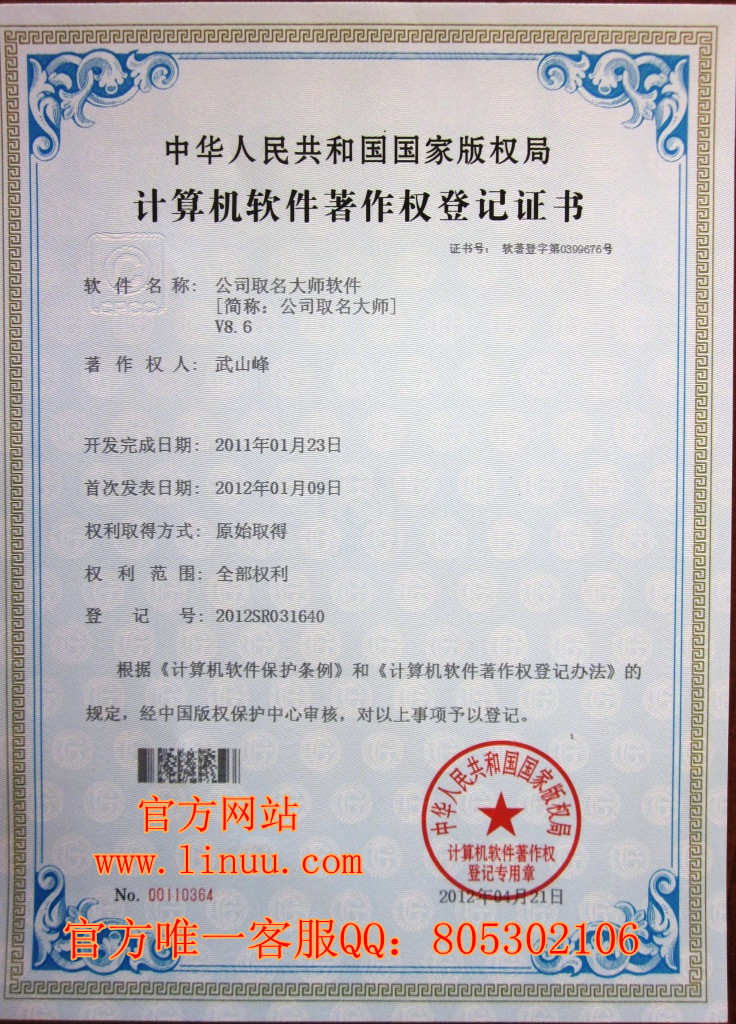 中华人民共和国国家版权局
计算机软件著作权登记证书
证书号： 软著登字第0399676号
CPCC
软件名称： 公司取名大师软件
[简称：公司取名大师]
V8.6
著作权人： 武山峰
开发完成日期： 2011年01月23日
首次发表日期： 2012年01月09日
权利取得方式： 原始取得
权利范围： 全部权利
登记号： 2012SR031640
根据《计算机软件保护条例》和《计算机软件著作权登记办法》的
规定，经中国版权保护中心审核，对以上事项予以登记。
中华人民共和国国家版权局
计算机软件著作权
登记专用章
官方网站
www.linuu.com
No. 00110364
2012年04月21日
官方唯一客服QQ：805302106